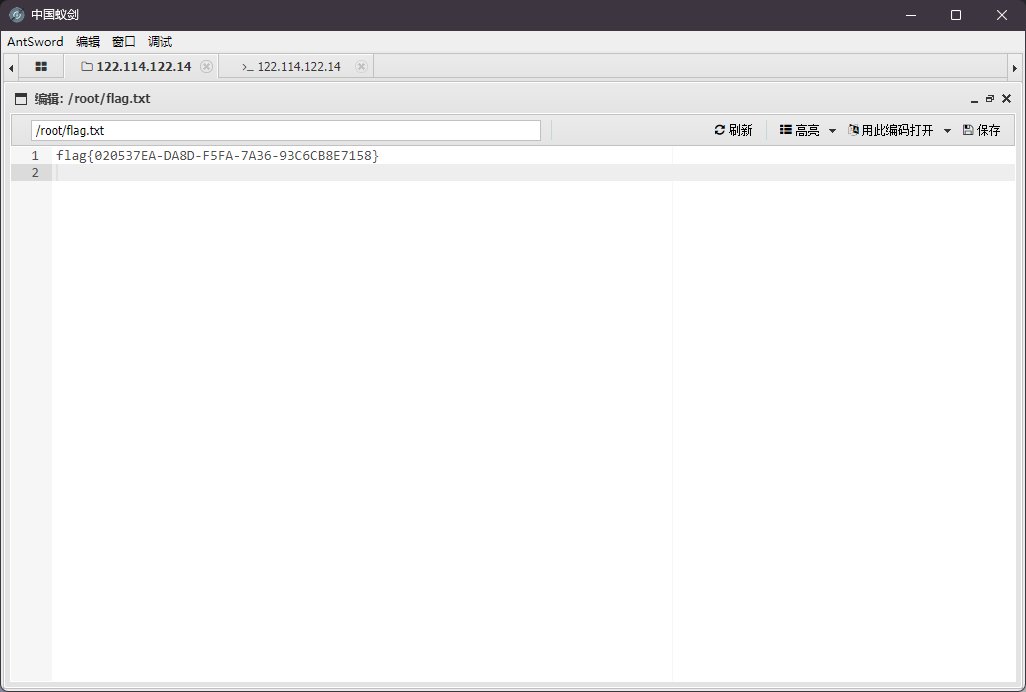 中国蚁剑
AntSword 编辑 窗口 调试
122.114.122.14 >_ 122.114.122.14
编辑: /root/flag.txt
/root/flag.txt 刷新 高亮 用此编码打开 保存
1 flag{020537EA-DA8D-F5FA-7A36-93C6CB8E7158}
2